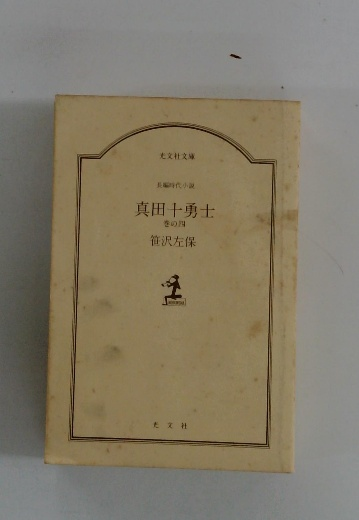 光文社文庫
長編時代小説
真田十勇士
巻の四
笹沢左保
光文社